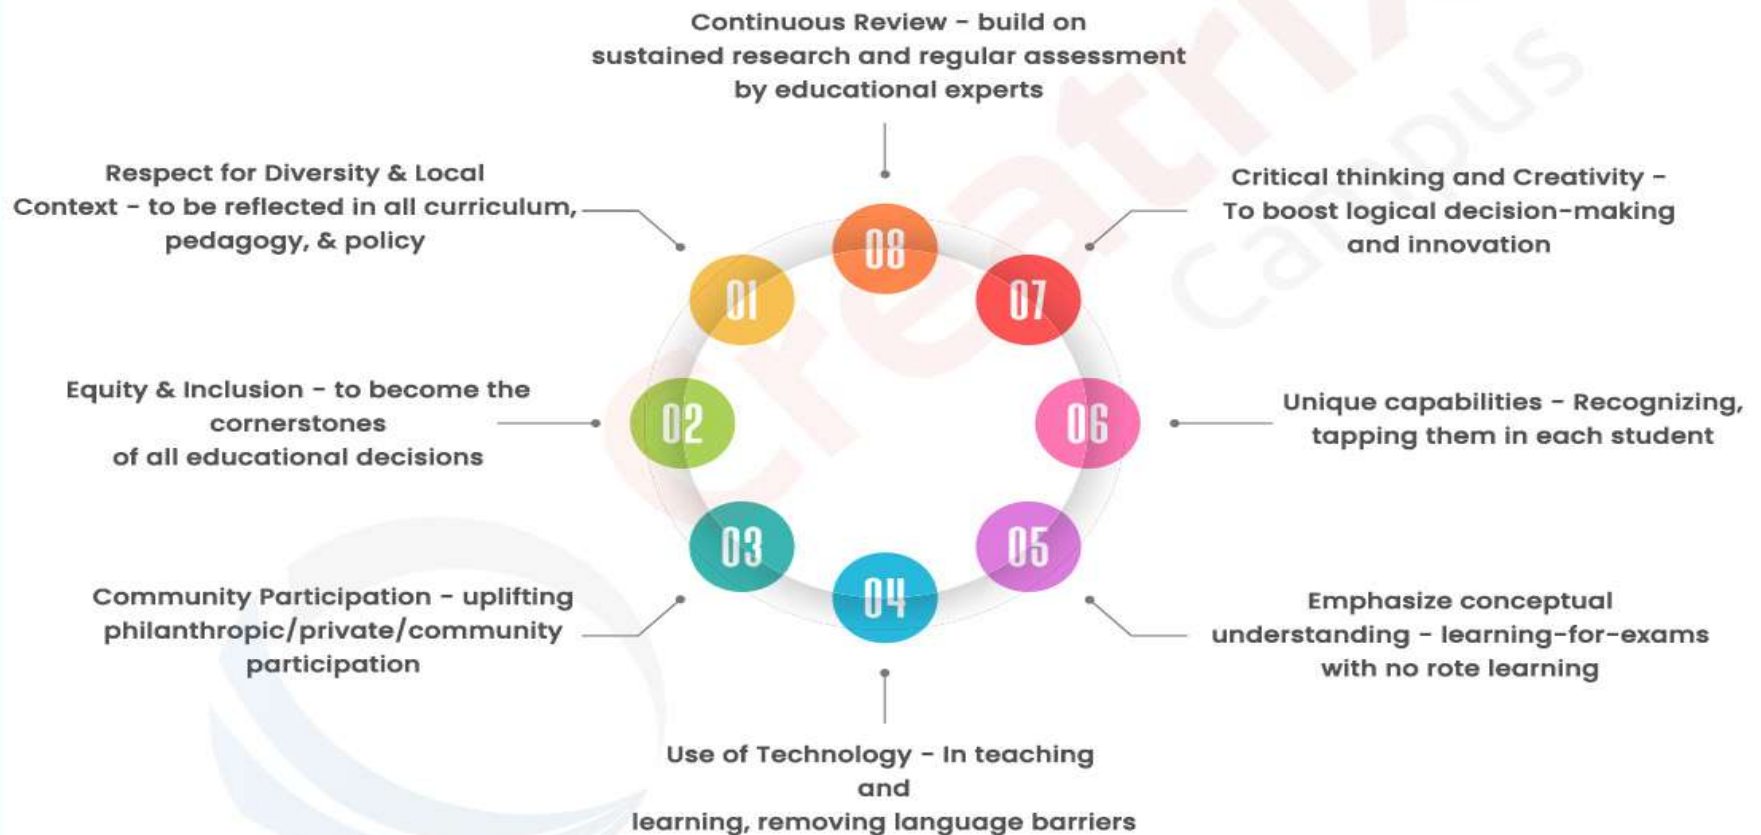 Continuous Review - build on
sustained research and regular assessment
by educational experts
Respect for Diversity & Local
Context - to be reflected in all curriculum,
pedagogy, & policy
Critical thinking and Creativity -
To boost logical decision-making
and innovation
08
01
07
Equity & Inclusion - to become the
cornerstones
of all educational decisions
02
06
Unique capabilities - Recognizing,
tapping them in each student
03
05
04
Community Participation - uplifting
philanthropic/private/community
participation
Emphasize conceptual
understanding - learning-for-exams
with no rote learning
Use of Technology - In teaching
and
learning, removing language barriers
creatrix
Campus